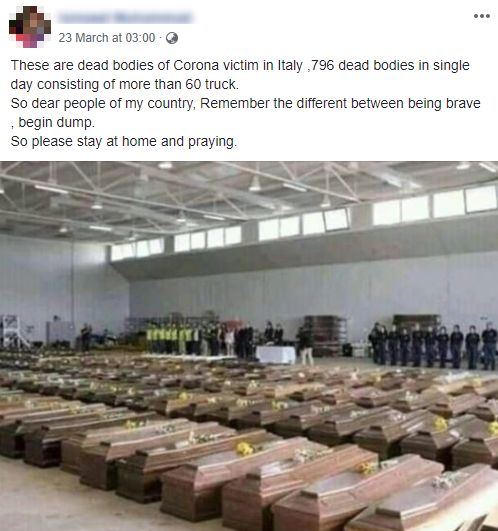 23 March at 03:00 ·
These are dead bodies of Corona victim in Italy ,796 dead bodies in single
day consisting of more than 60 truck.
So dear people of my country, Remember the different between being brave
, begin dump.
So please stay at home and praying.